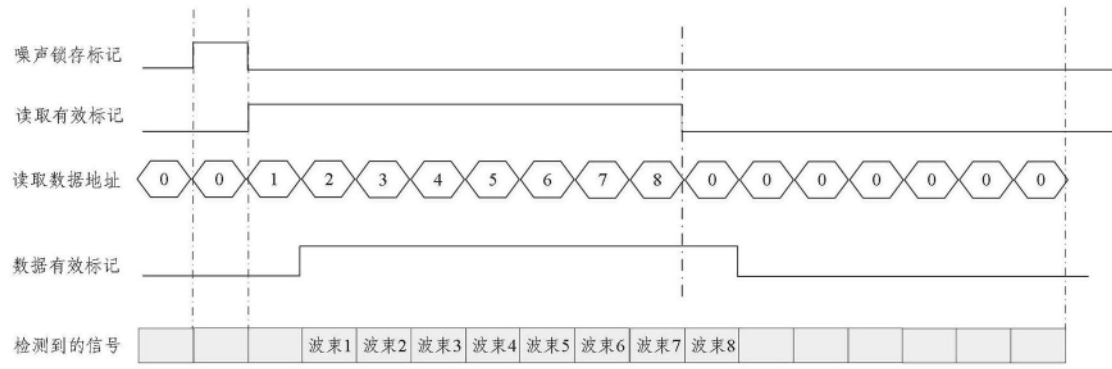 噪声锁存标记
读取有效标记
读取数据地址 0 0 1 2 3 4 5 6 7 8 0 0 0 0 0 0 0
数据有效标记
检测到的信号 波束1 波束2 波束3 波束4 波束5 波束6 波束7 波束8